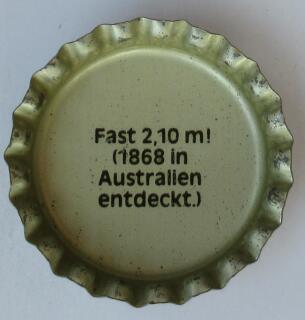 Fast 2,10 m!
(1868 in
Australien
entdeckt.)